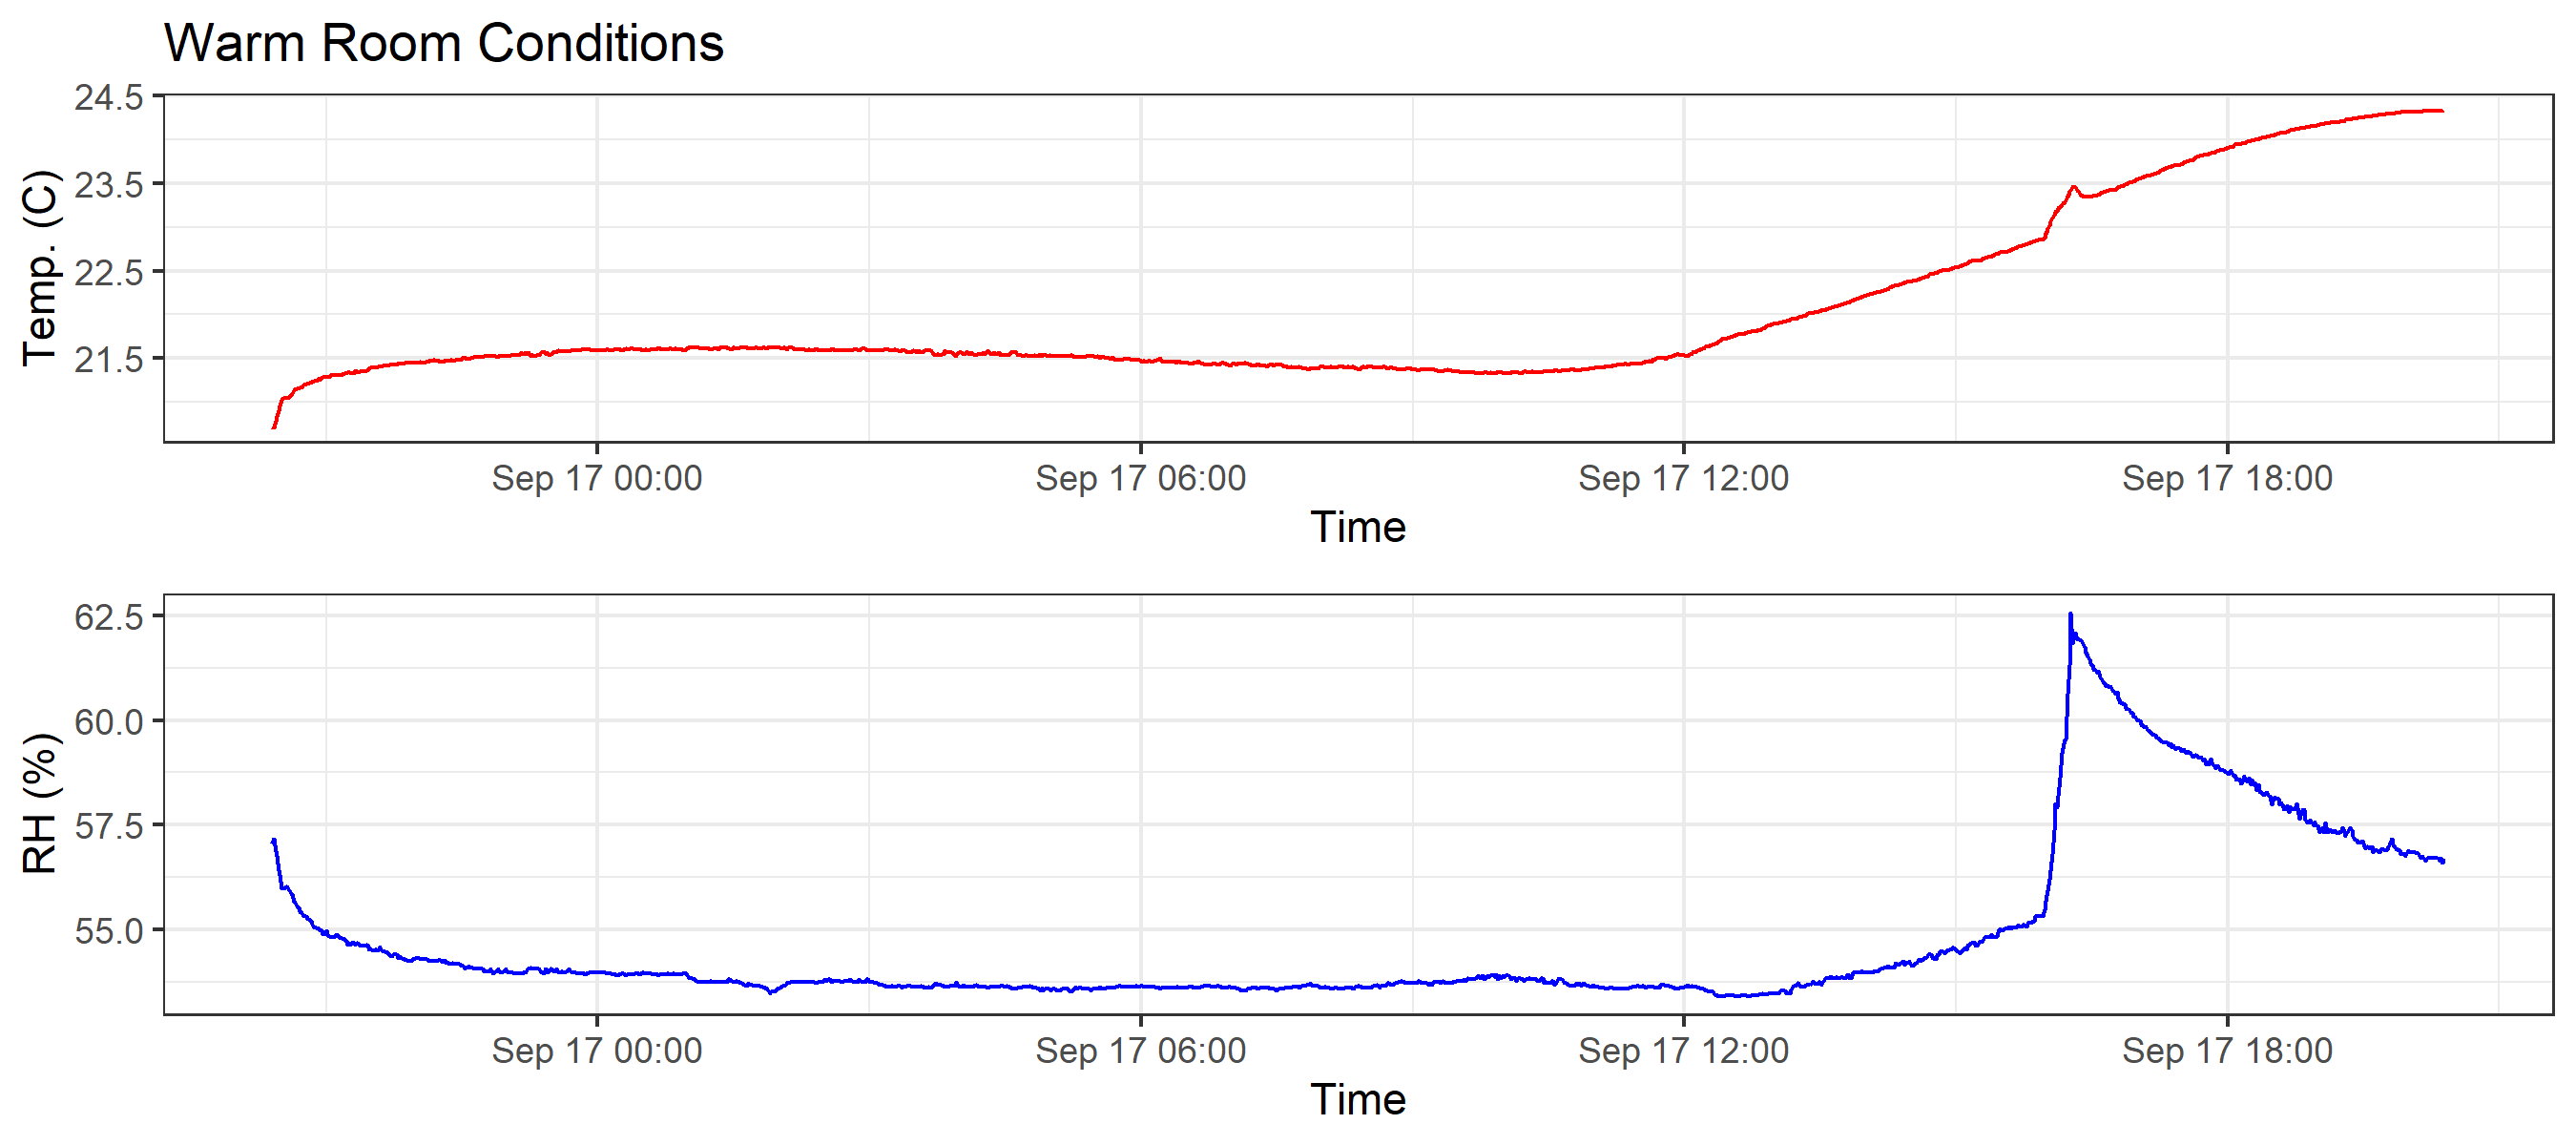 Warm Room Conditions
24.5
23.5
22.5
21.5
Temp. (C)
Sep 17 00:00 Sep 17 06:00 Sep 17 12:00 Sep 17 18:00
Time
62.5
60.0
57.5
55.0
RH (%)
Sep 17 00:00 Sep 17 06:00 Sep 17 12:00 Sep 17 18:00
Time